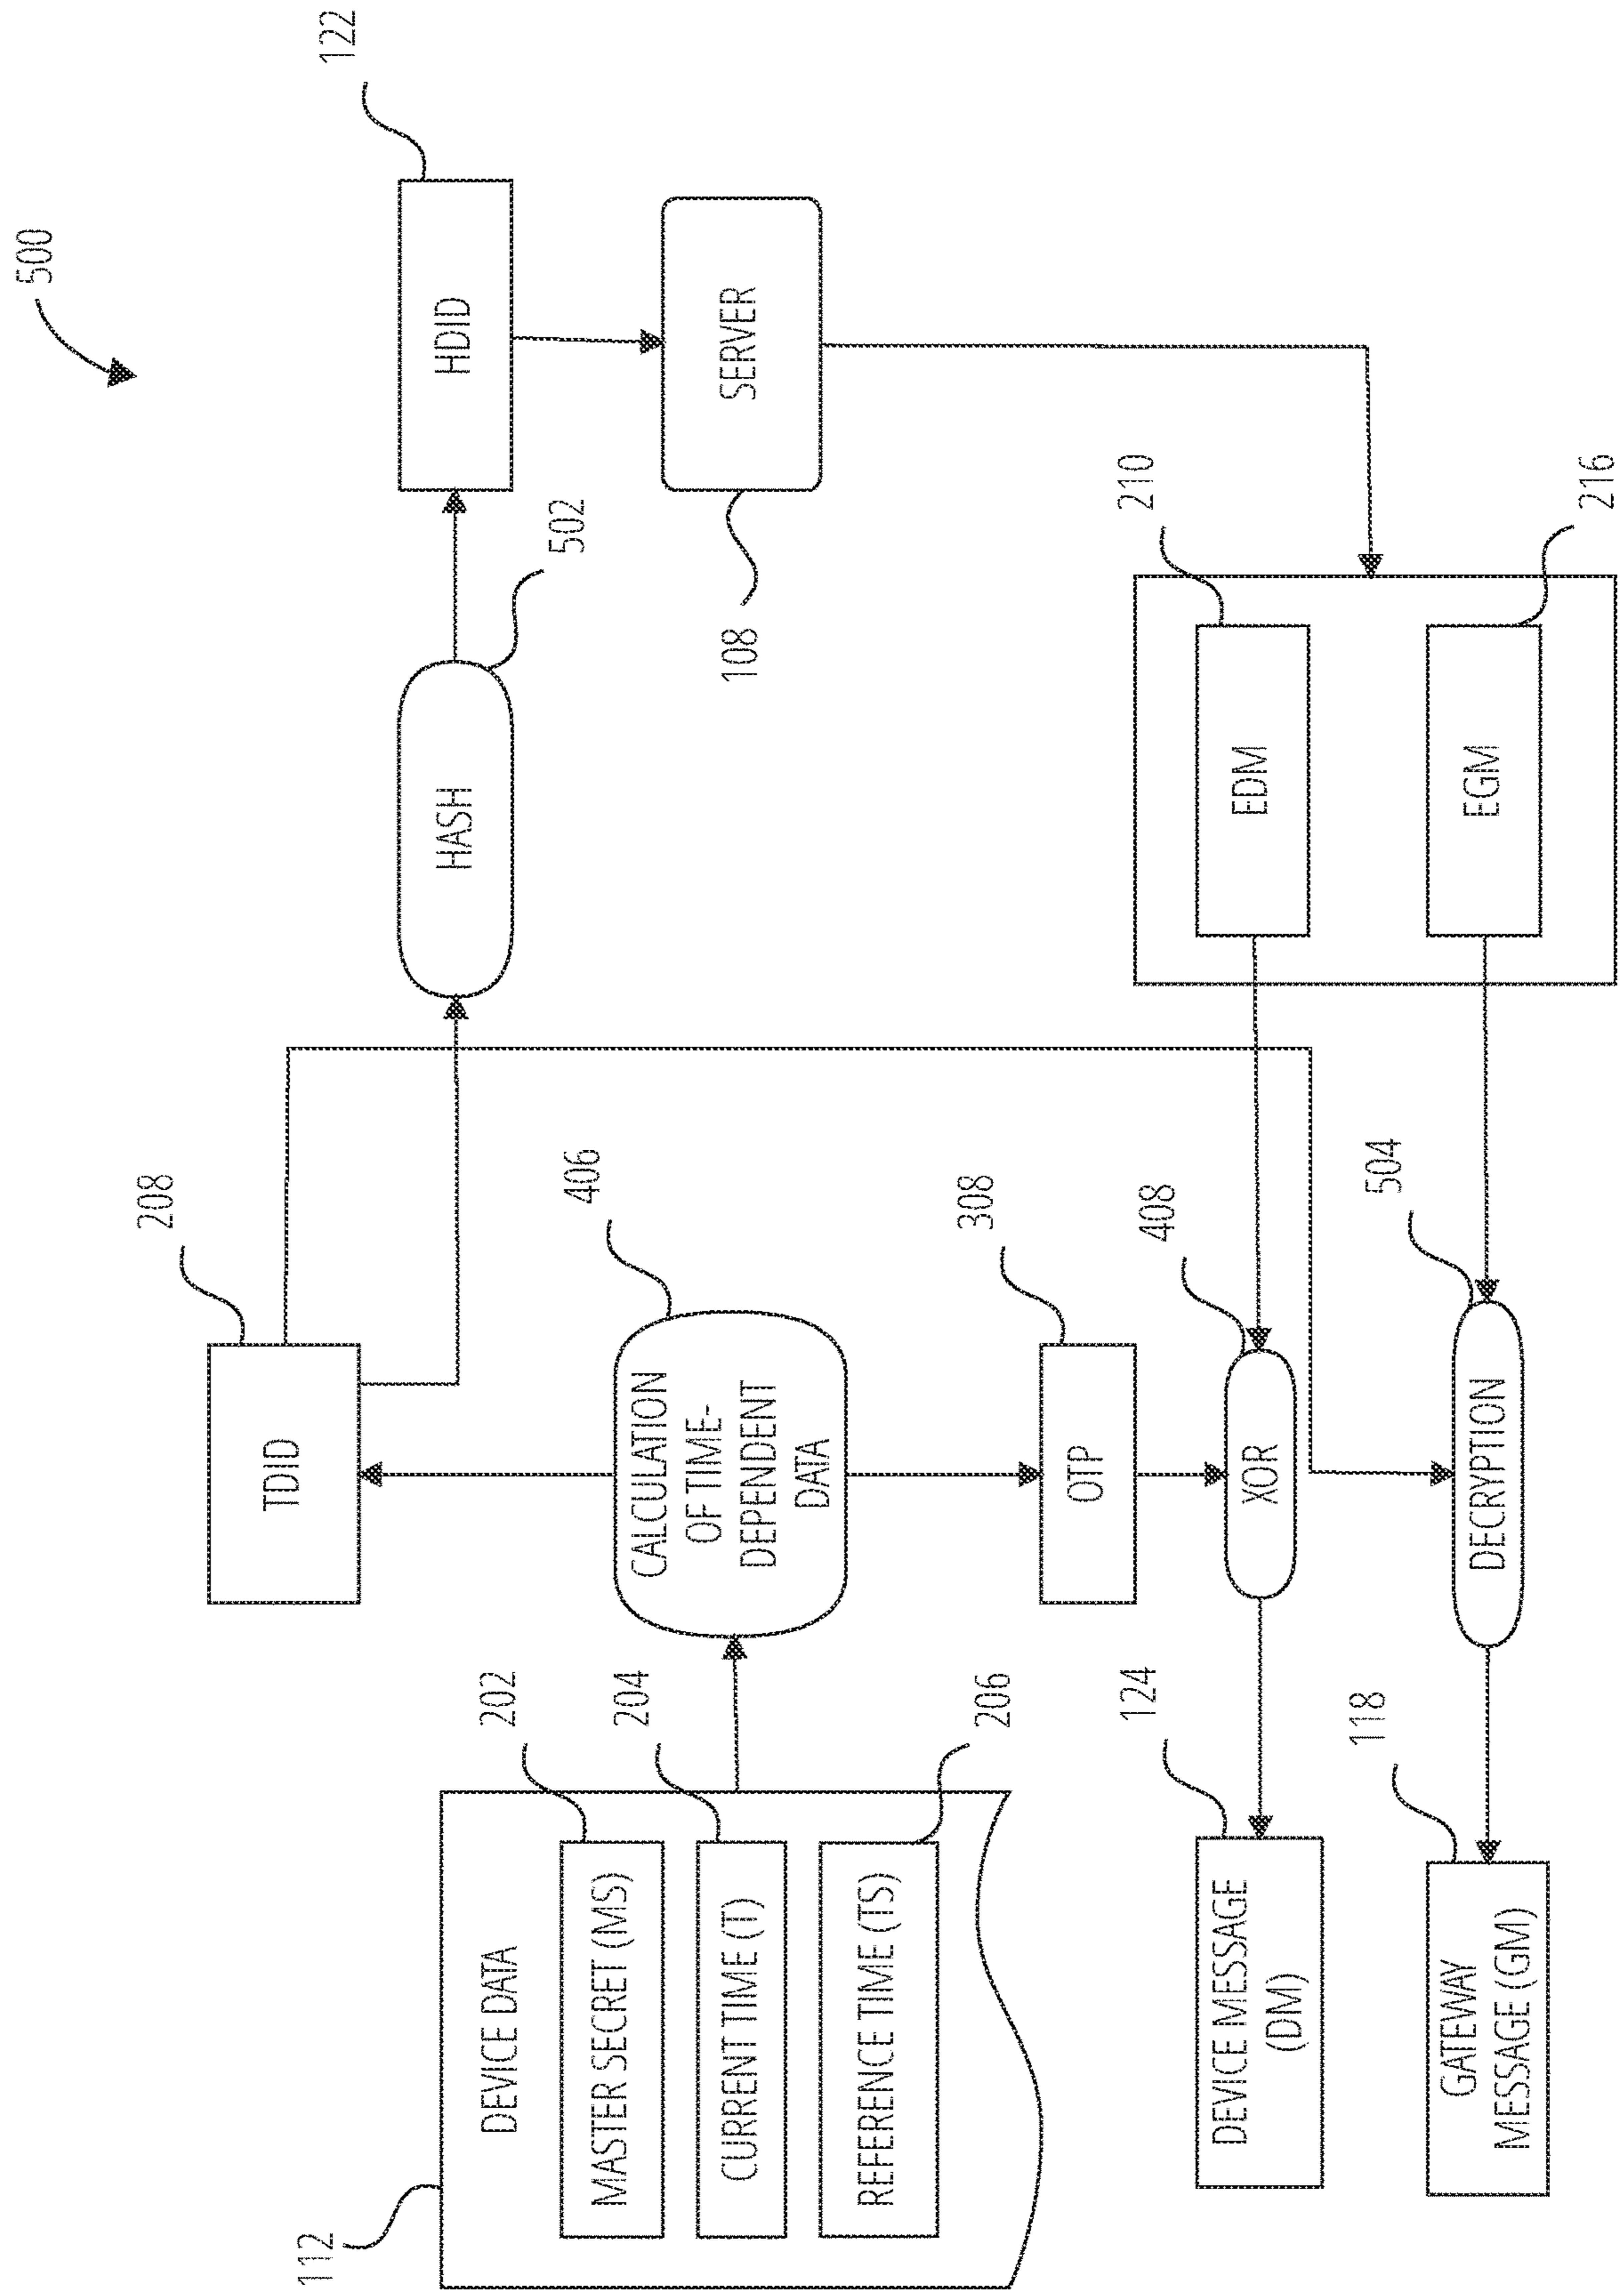 500
112
DEVICE DATA
MASTER SECRET (MS)
202
CURRENT TIME (T)
204
REFERENCE TIME (TS)
206
TDID
208
CALCULATION
OF TIME-
DEPENDENT
DATA
406
HASH
502
HDID
122
SERVER
108
OTP
308
XOR
408
DEVICE MESSAGE
(DM)
124
EDM
210
EGM
216
DECRYPTION
504
GATEWAY
MESSAGE (GM)
118